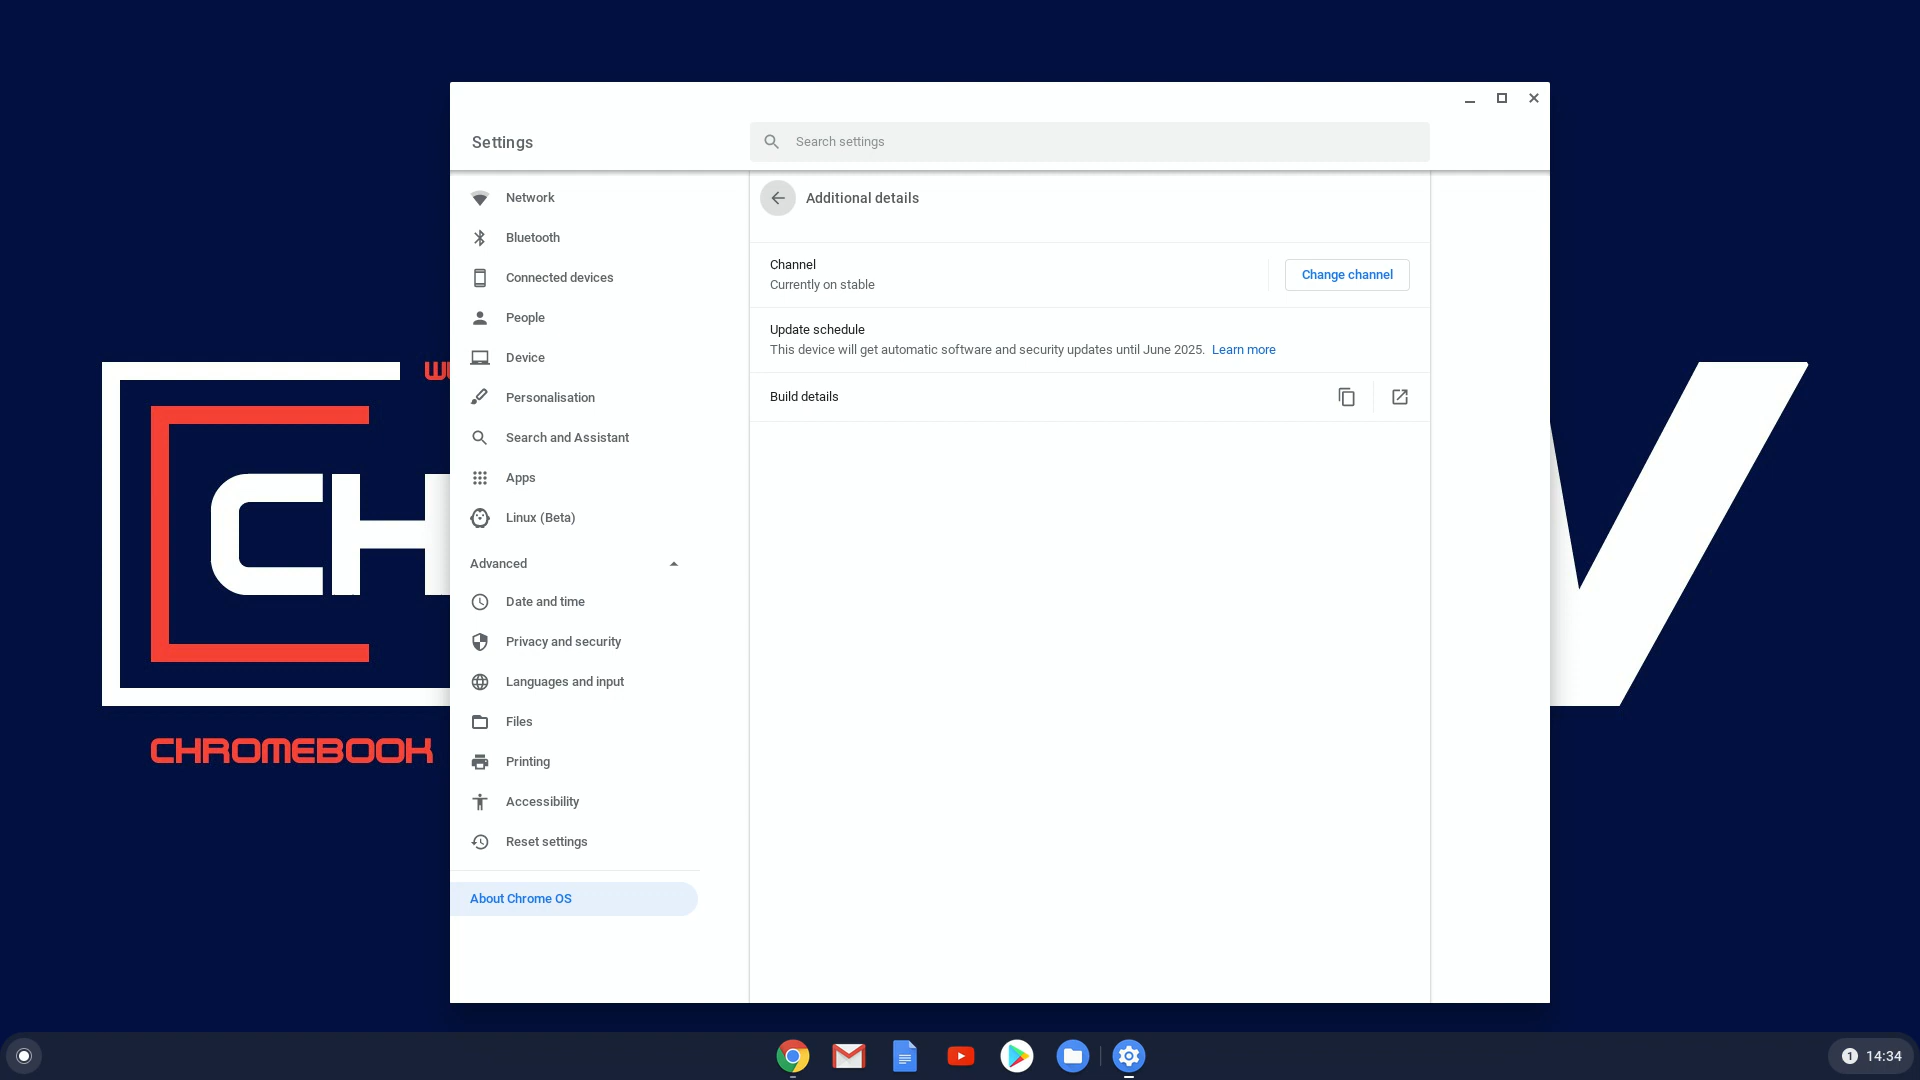 Settings
Search settings
Network
Bluetooth
Connected devices
People
Device
Personalisation
Search and Assistant
Apps
Linux (Beta)
Advanced
Date and time
Privacy and security
Languages and input
Files
Printing
Accessibility
Reset settings
About Chrome OS
Additional details
Channel
Currently on stable
Change channel
Update schedule
This device will get automatic software and security updates until June 2025. Learn more
Build details
CH
CHROMEBOOK
1 14:34